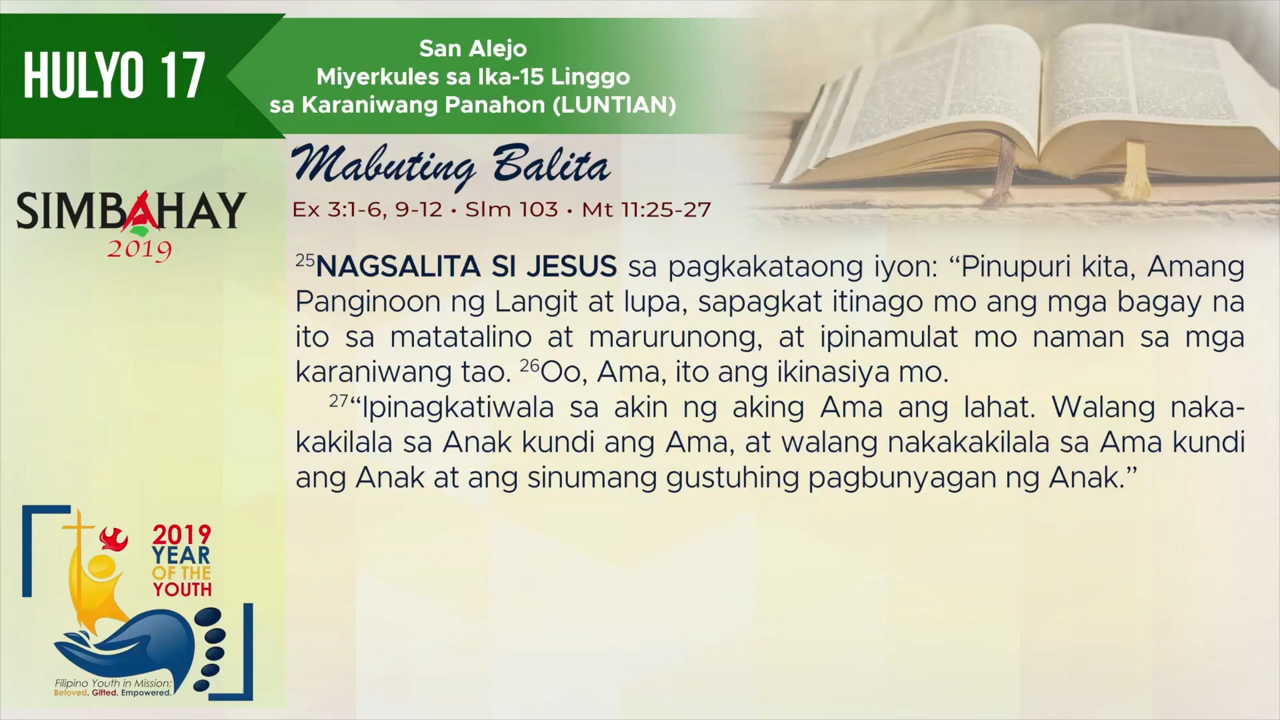 HULYO 17
San Alejo
Miyerkules sa Ika-15 Linggo
sa Karaniwang Panahon (LUNTIAN)
SIMBAHAY
2019
Mabuting Balita
Ex 3:1-6, 9-12 • Slm 103 • Mt 11:25-27
25NAGSALITA SI JESUS sa pagkakataong iyon: “Pinupuri kita, Amang
Panginoon ng Langit at lupa, sapagkat itinago mo ang mga bagay na
ito sa matatalino at marurunong, at ipinamulat mo naman sa mga
karaniwang tao. 26Oo, Ama, ito ang ikinasiya mo.
27“Ipinagkatiwala sa akin ng aking Ama ang lahat. Walang naka-
kakilala sa Anak kundi ang Ama, at walang nakakakilala sa Ama kundi
ang Anak at ang sinumang gustuhing pagbunyagan ng Anak.”
2019
YEAR
OF THE
YOUTH
Filipino Youth in Mission:
Beloved. Gifted. Empowered.